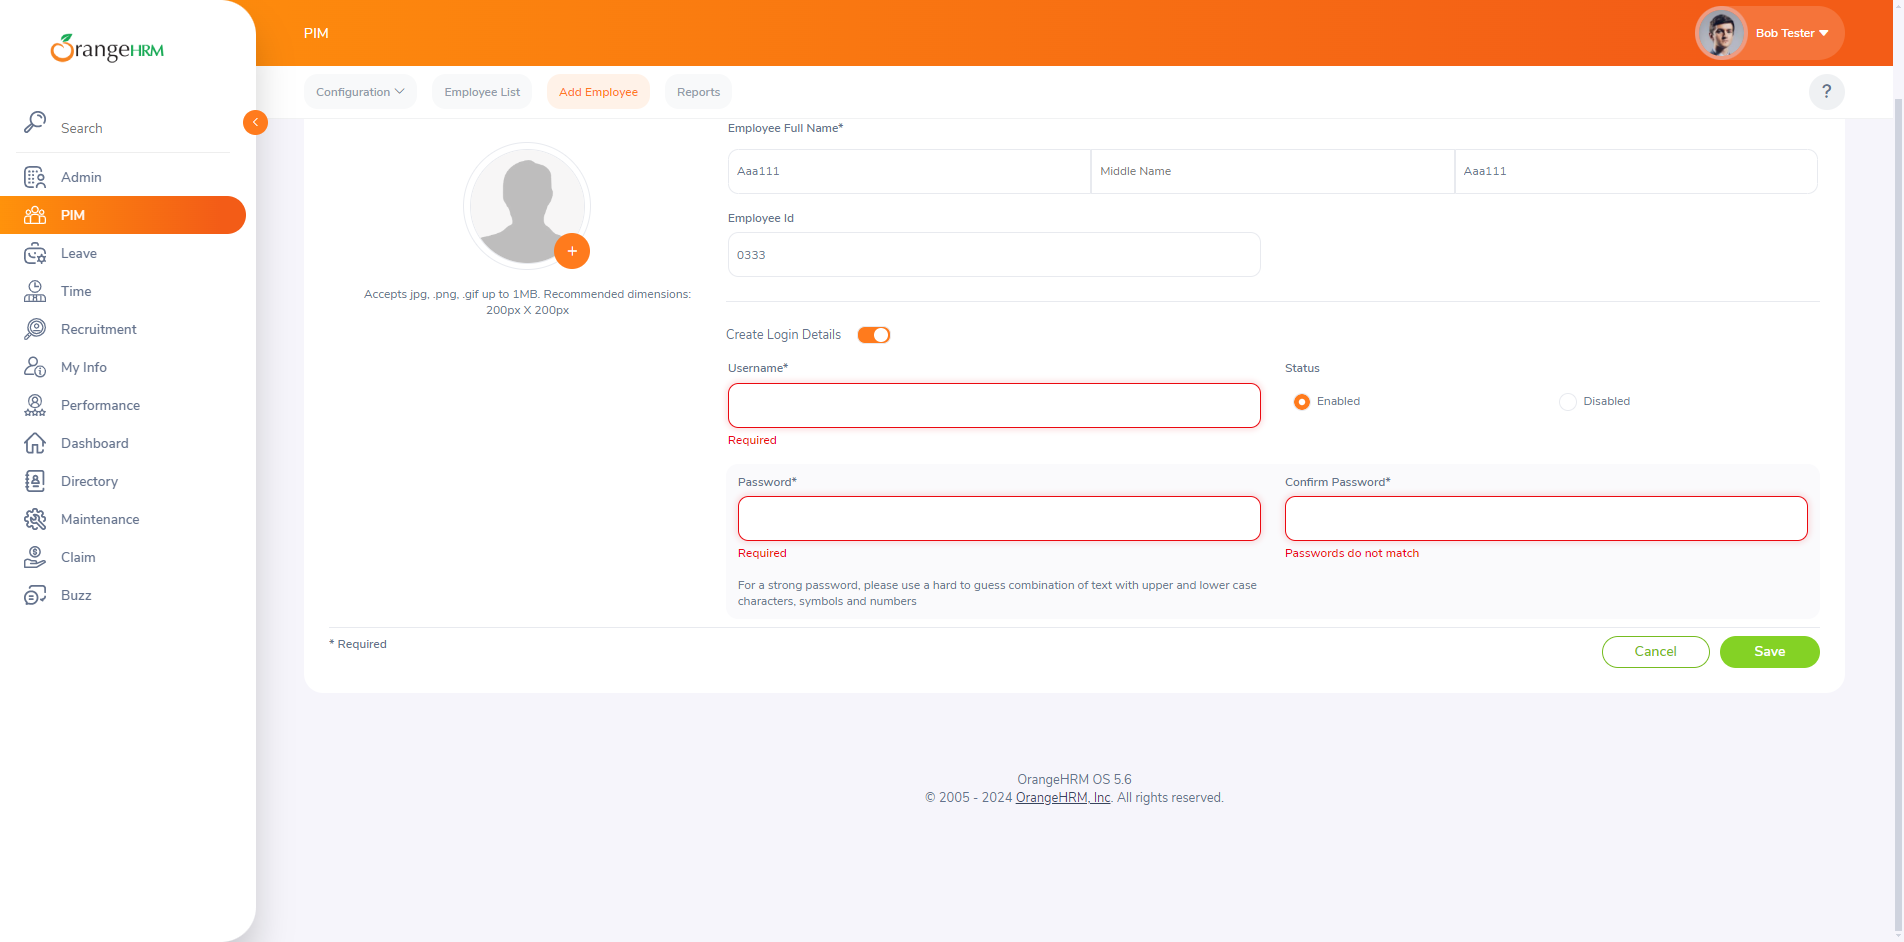 OrangeHRM
Search
Admin
PIM
Leave
Time
Recruitment
My Info
Performance
Dashboard
Directory
Maintenance
Claim
Buzz
PIM
Bob Tester
Configuration
Employee List
Add Employee
Reports
?
Accepts jpg, .png, .gif up to 1MB. Recommended dimensions:
200px X 200px
Employee Full Name*
Aaa111
Middle Name
Aaa111
Employee Id
0333
Create Login Details
Username*
Required
Status
Enabled
Disabled
Password*
Required
Confirm Password*
Passwords do not match
For a strong password, please use a hard to guess combination of text with upper and lower case
characters, symbols and numbers
* Required
Cancel
Save
OrangeHRM OS 5.6
© 2005 - 2024 OrangeHRM, Inc. All rights reserved.